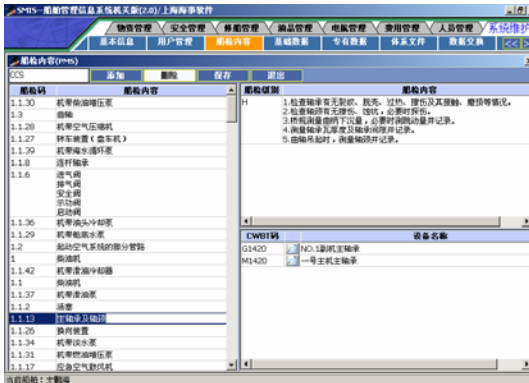 SMIS--船舶管理信息系统机关版(2.0)/上海海事软件
物资管理 安全管理 修船管理 油品管理 电脑管理 费用管理 人员管理 系统维护
基本信息 用户管理 船检内容 基础数据 专有数据 体系文件 数据交换
船检内容(PMS)
CCS 添加 删除 保存 退出
船检码 船检内容
1.1.30 机带柴油增压泵
1.3 曲轴
1.1.28 机带空气压缩机
1.1.27 转车装置(盘车机)
1.1.39 机带海水循环泵
1.1.8 连杆轴承
1.1.6 进气阀
排气阀
安全阀
示功阀
启动阀
1.1.36 机带油头冷却泵
1.1.29 机带舱底水泵
1.2 起动空气系统的部分管路
1 柴油机
1.1.42 机带滑油冷却器
1.1 柴油机
1.1.37 机带滑油泵
1.1.2 活塞
1.1.13 主轴承及轴颈
1.1.26 换向装置
1.1.34 机带淡水泵
1.1.31 机带燃油增压泵
1.1.17 应急空气鼓风机
船检级别 船检内容
H 1.检查轴承有无裂纹、脱壳、过热、擦伤及其接触、磨损等情况。
2.检查轴颈有无擦伤、蚀坑,必要时探伤。
3.桥规测量曲柄下沉量,必要时测跳动量并记录。
4.测量轴承瓦厚度及轴承间隙并记录。
5.曲轴吊起时,测量轴颈并记录。
CWBT码 设备名称
G1420 NO.1副机主轴承
M1420 一号主机主轴承
当前船舶:大鹏海